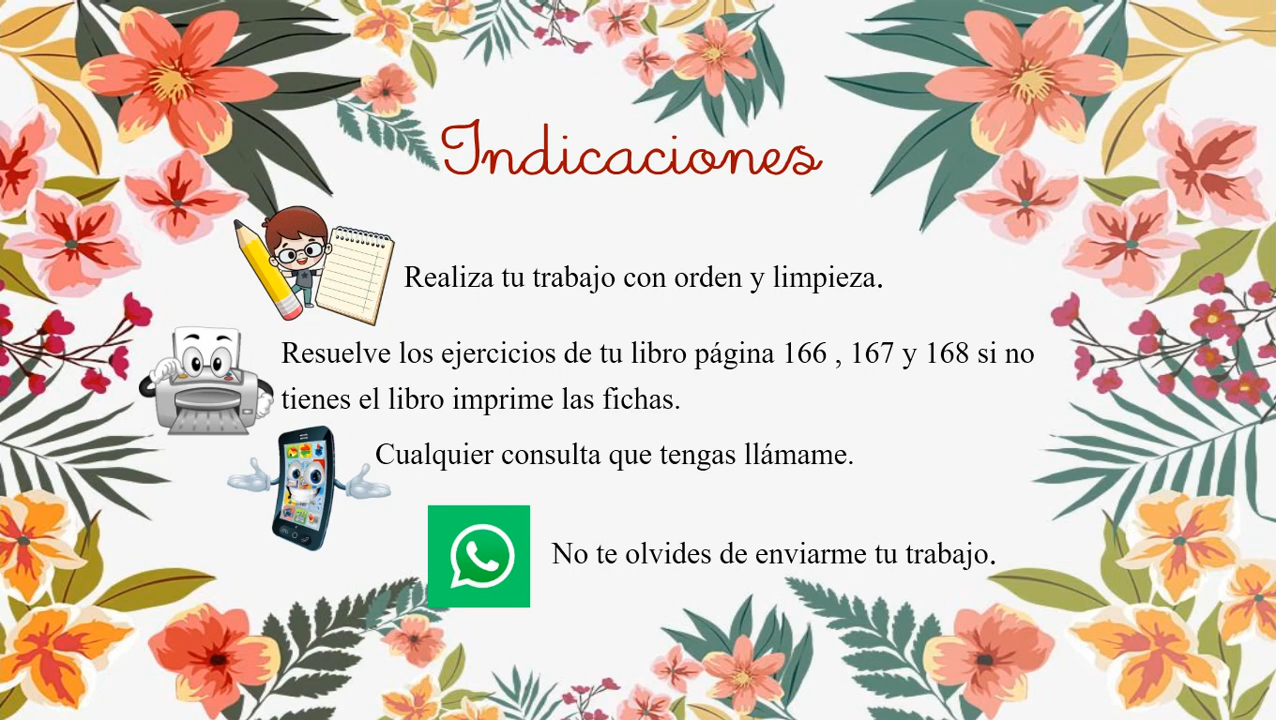 Indicaciones
Realiza tu trabajo con orden y limpieza.
Resuelve los ejercicios de tu libro página 166 , 167 y 168 si no
tienes el libro imprime las fichas.
Cualquier consulta que tengas llámame.
No te olvides de enviarme tu trabajo.